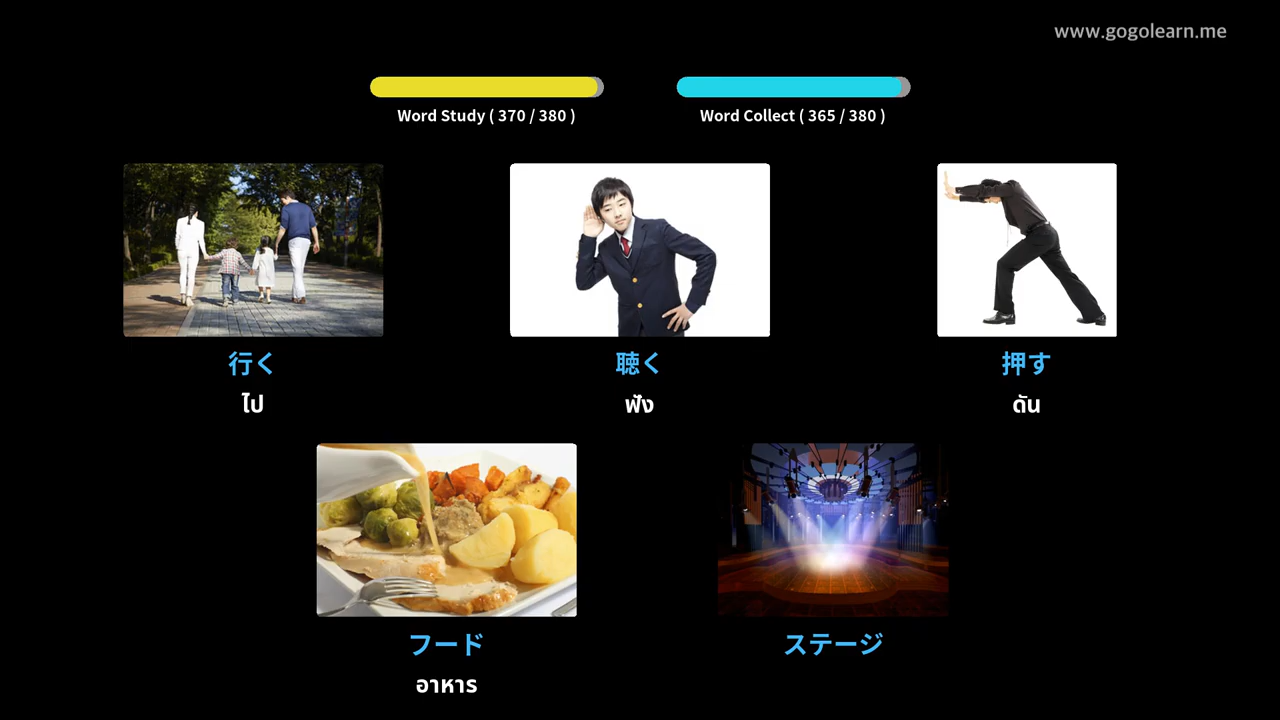 www.gogolearn.me
Word Study ( 370 / 380 )
Word Collect ( 365 / 380 )
行く
聴く
押す
ไป
ฟัง
ดัน
フード
ステージ
อาหาร